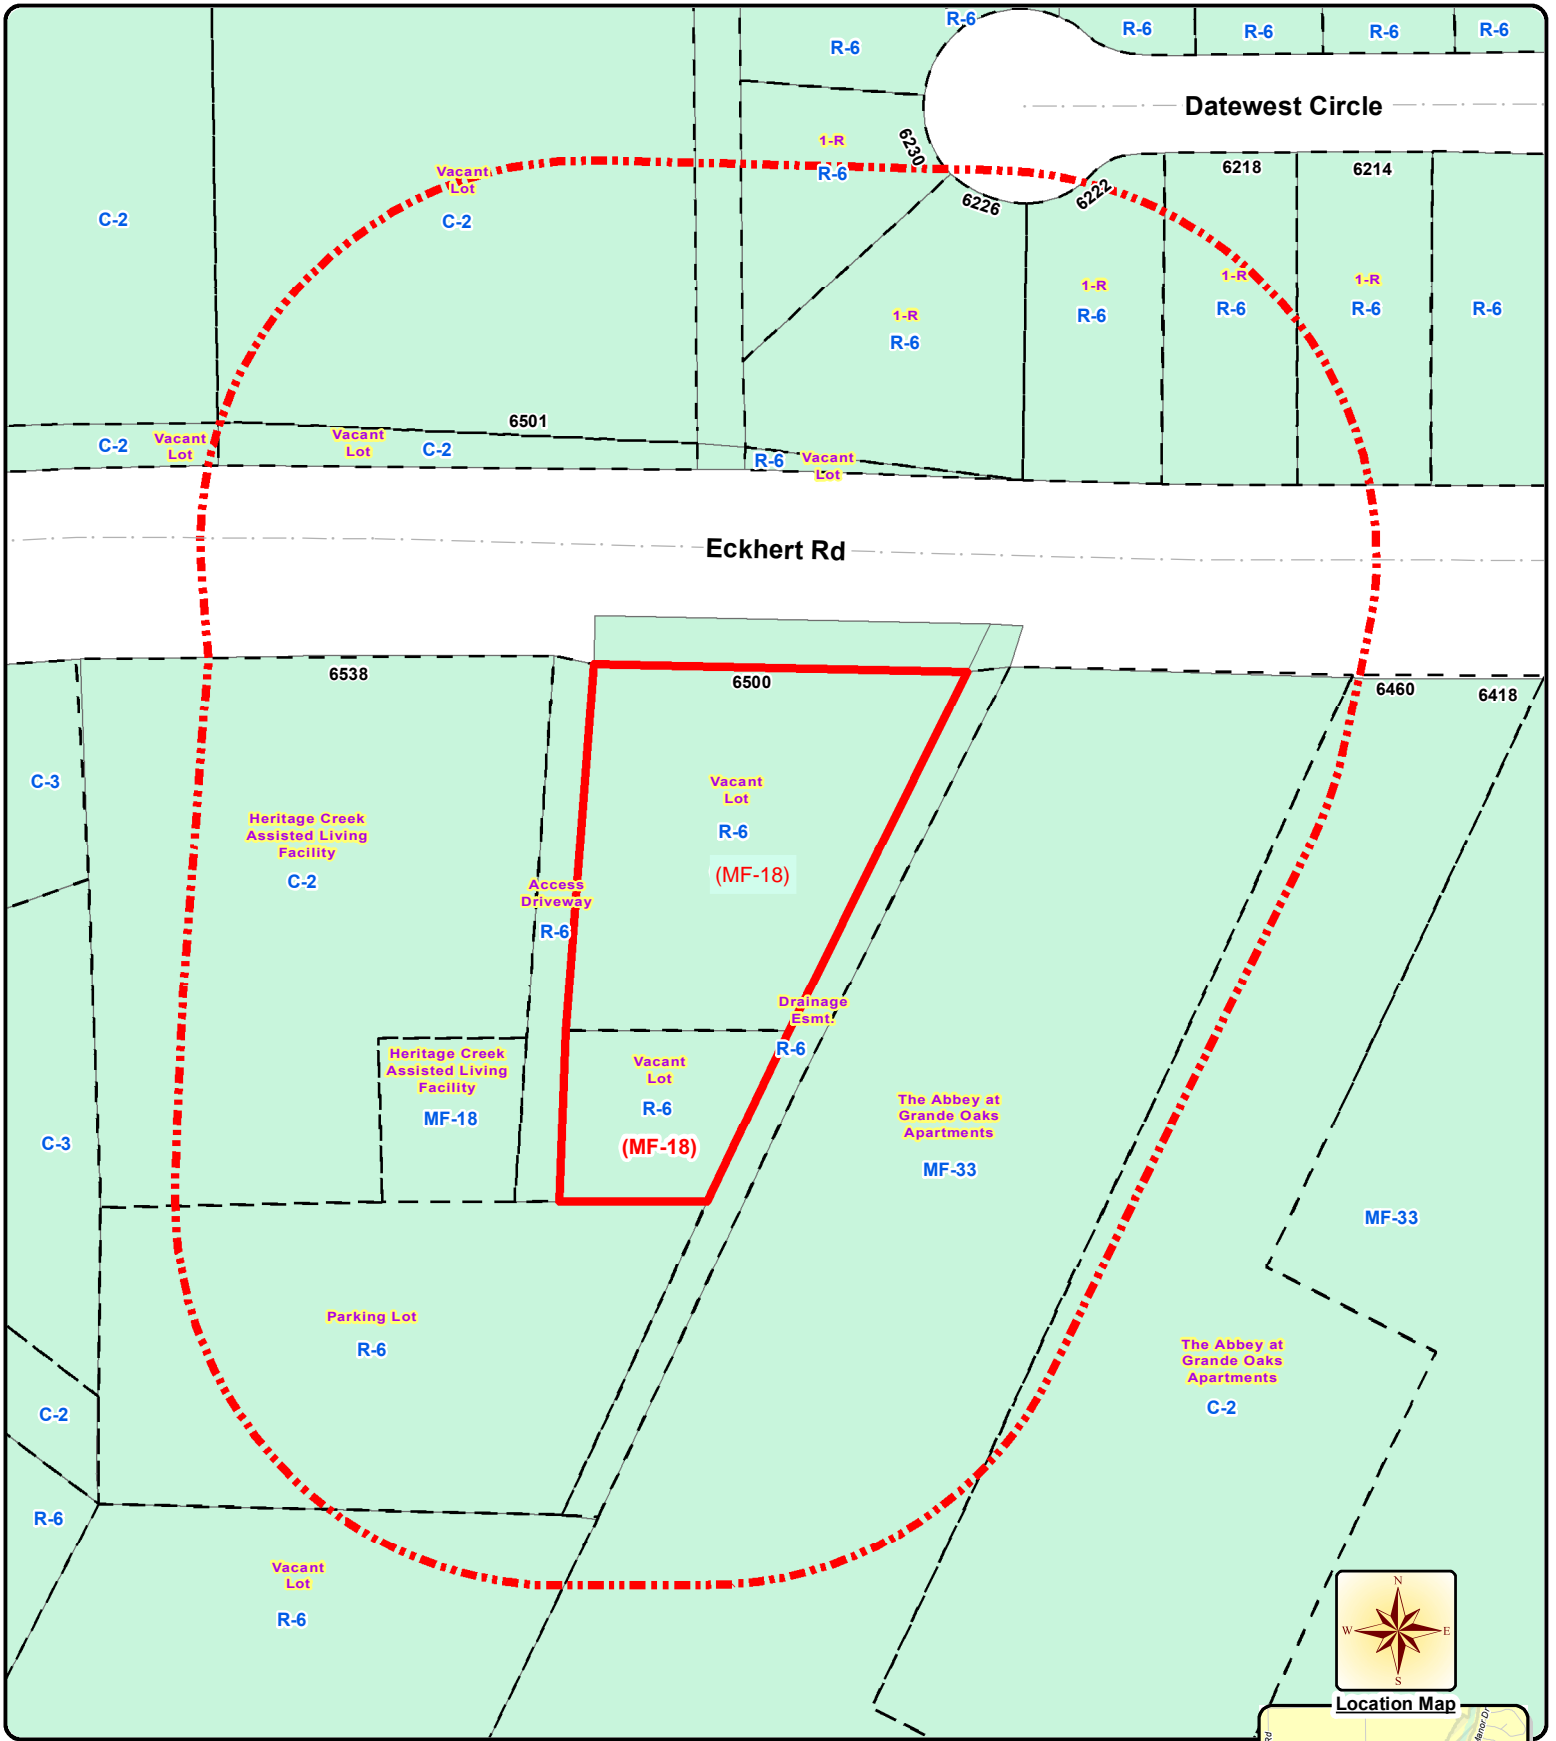 R-6
R-6
R-6
R-6
R-6
R-6
Datewest Circle
1-R
R-6
6230
6226
6222
6218
6214
Vacant
Lot
C-2
C-2
1-R
R-6
1-R
R-6
1-R
R-6
1-R
R-6
R-6
6501
C-2
Vacant
Lot
Vacant
Lot
C-2
R-6
Vacant
Lot
Eckhert Rd
6538
6500
6460
6418
C-3
Vacant
Lot
R-6
(MF-18)
Heritage Creek
Assisted Living
Facility
C-2
Access
Driveway
R-6
Drainage
Esmt.
R-6
Heritage Creek
Assisted Living
Facility
MF-18
Vacant
Lot
R-6
(MF-18)
C-3
The Abbey at
Grande Oaks
Apartments
MF-33
MF-33
Parking Lot
R-6
The Abbey at
Grande Oaks
Apartments
C-2
C-2
R-6
Vacant
Lot
R-6
N
W
E
S
Location Map
Rd
Manor Dr